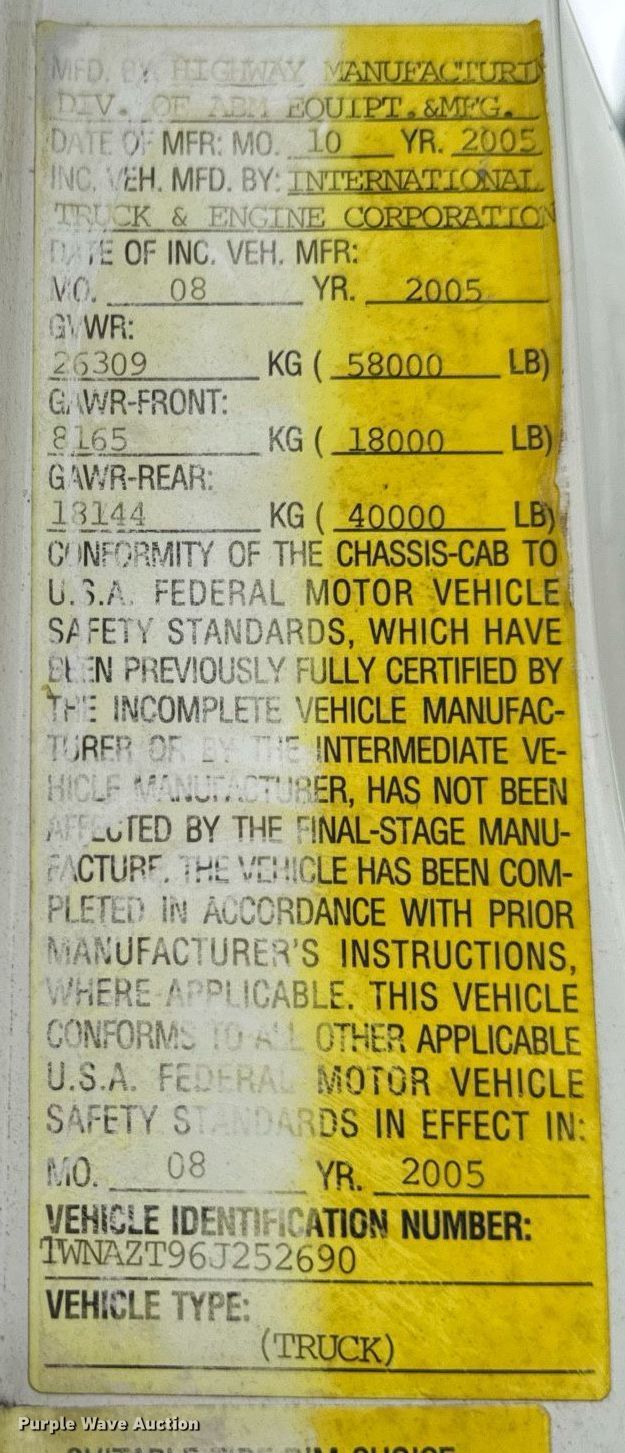 MFD. BY HIGHWAY MANUFACTURI
DIV. OF ABM EQUIPT.&MFG.
DATE OF MFR: MO. 10 YR. 2005
INC. VEH. MFD. BY: INTERNATIONAL
TRUCK & ENGINE CORPORATION
DATE OF INC. VEH. MFR:
MO. 08 YR. 2005
GVWR:
26309 KG ( 58000 LB)
GAWR-FRONT:
8165 KG ( 18000 LB)
GAWR-REAR:
18144 KG ( 40000 LB)
CONFORMITY OF THE CHASSIS-CAB TO
U.S.A. FEDERAL MOTOR VEHICLE
SAFETY STANDARDS, WHICH HAVE
BEEN PREVIOUSLY FULLY CERTIFIED BY
THE INCOMPLETE VEHICLE MANUFAC-
TURER OR BY THE INTERMEDIATE VE-
HICLE MANUFACTURER, HAS NOT BEEN
AFFECTED BY THE FINAL-STAGE MANU-
FACTURE. THE VEHICLE HAS BEEN COM-
PLETED IN ACCORDANCE WITH PRIOR
MANUFACTURER'S INSTRUCTIONS,
WHERE APPLICABLE. THIS VEHICLE
CONFORMS TO ALL OTHER APPLICABLE
U.S.A. FEDERAL MOTOR VEHICLE
SAFETY STANDARDS IN EFFECT IN:
MO. 08 YR. 2005
VEHICLE IDENTIFICATION NUMBER:
1WNAZT96J252690
VEHICLE TYPE:
(TRUCK)
Purple Wave Auction